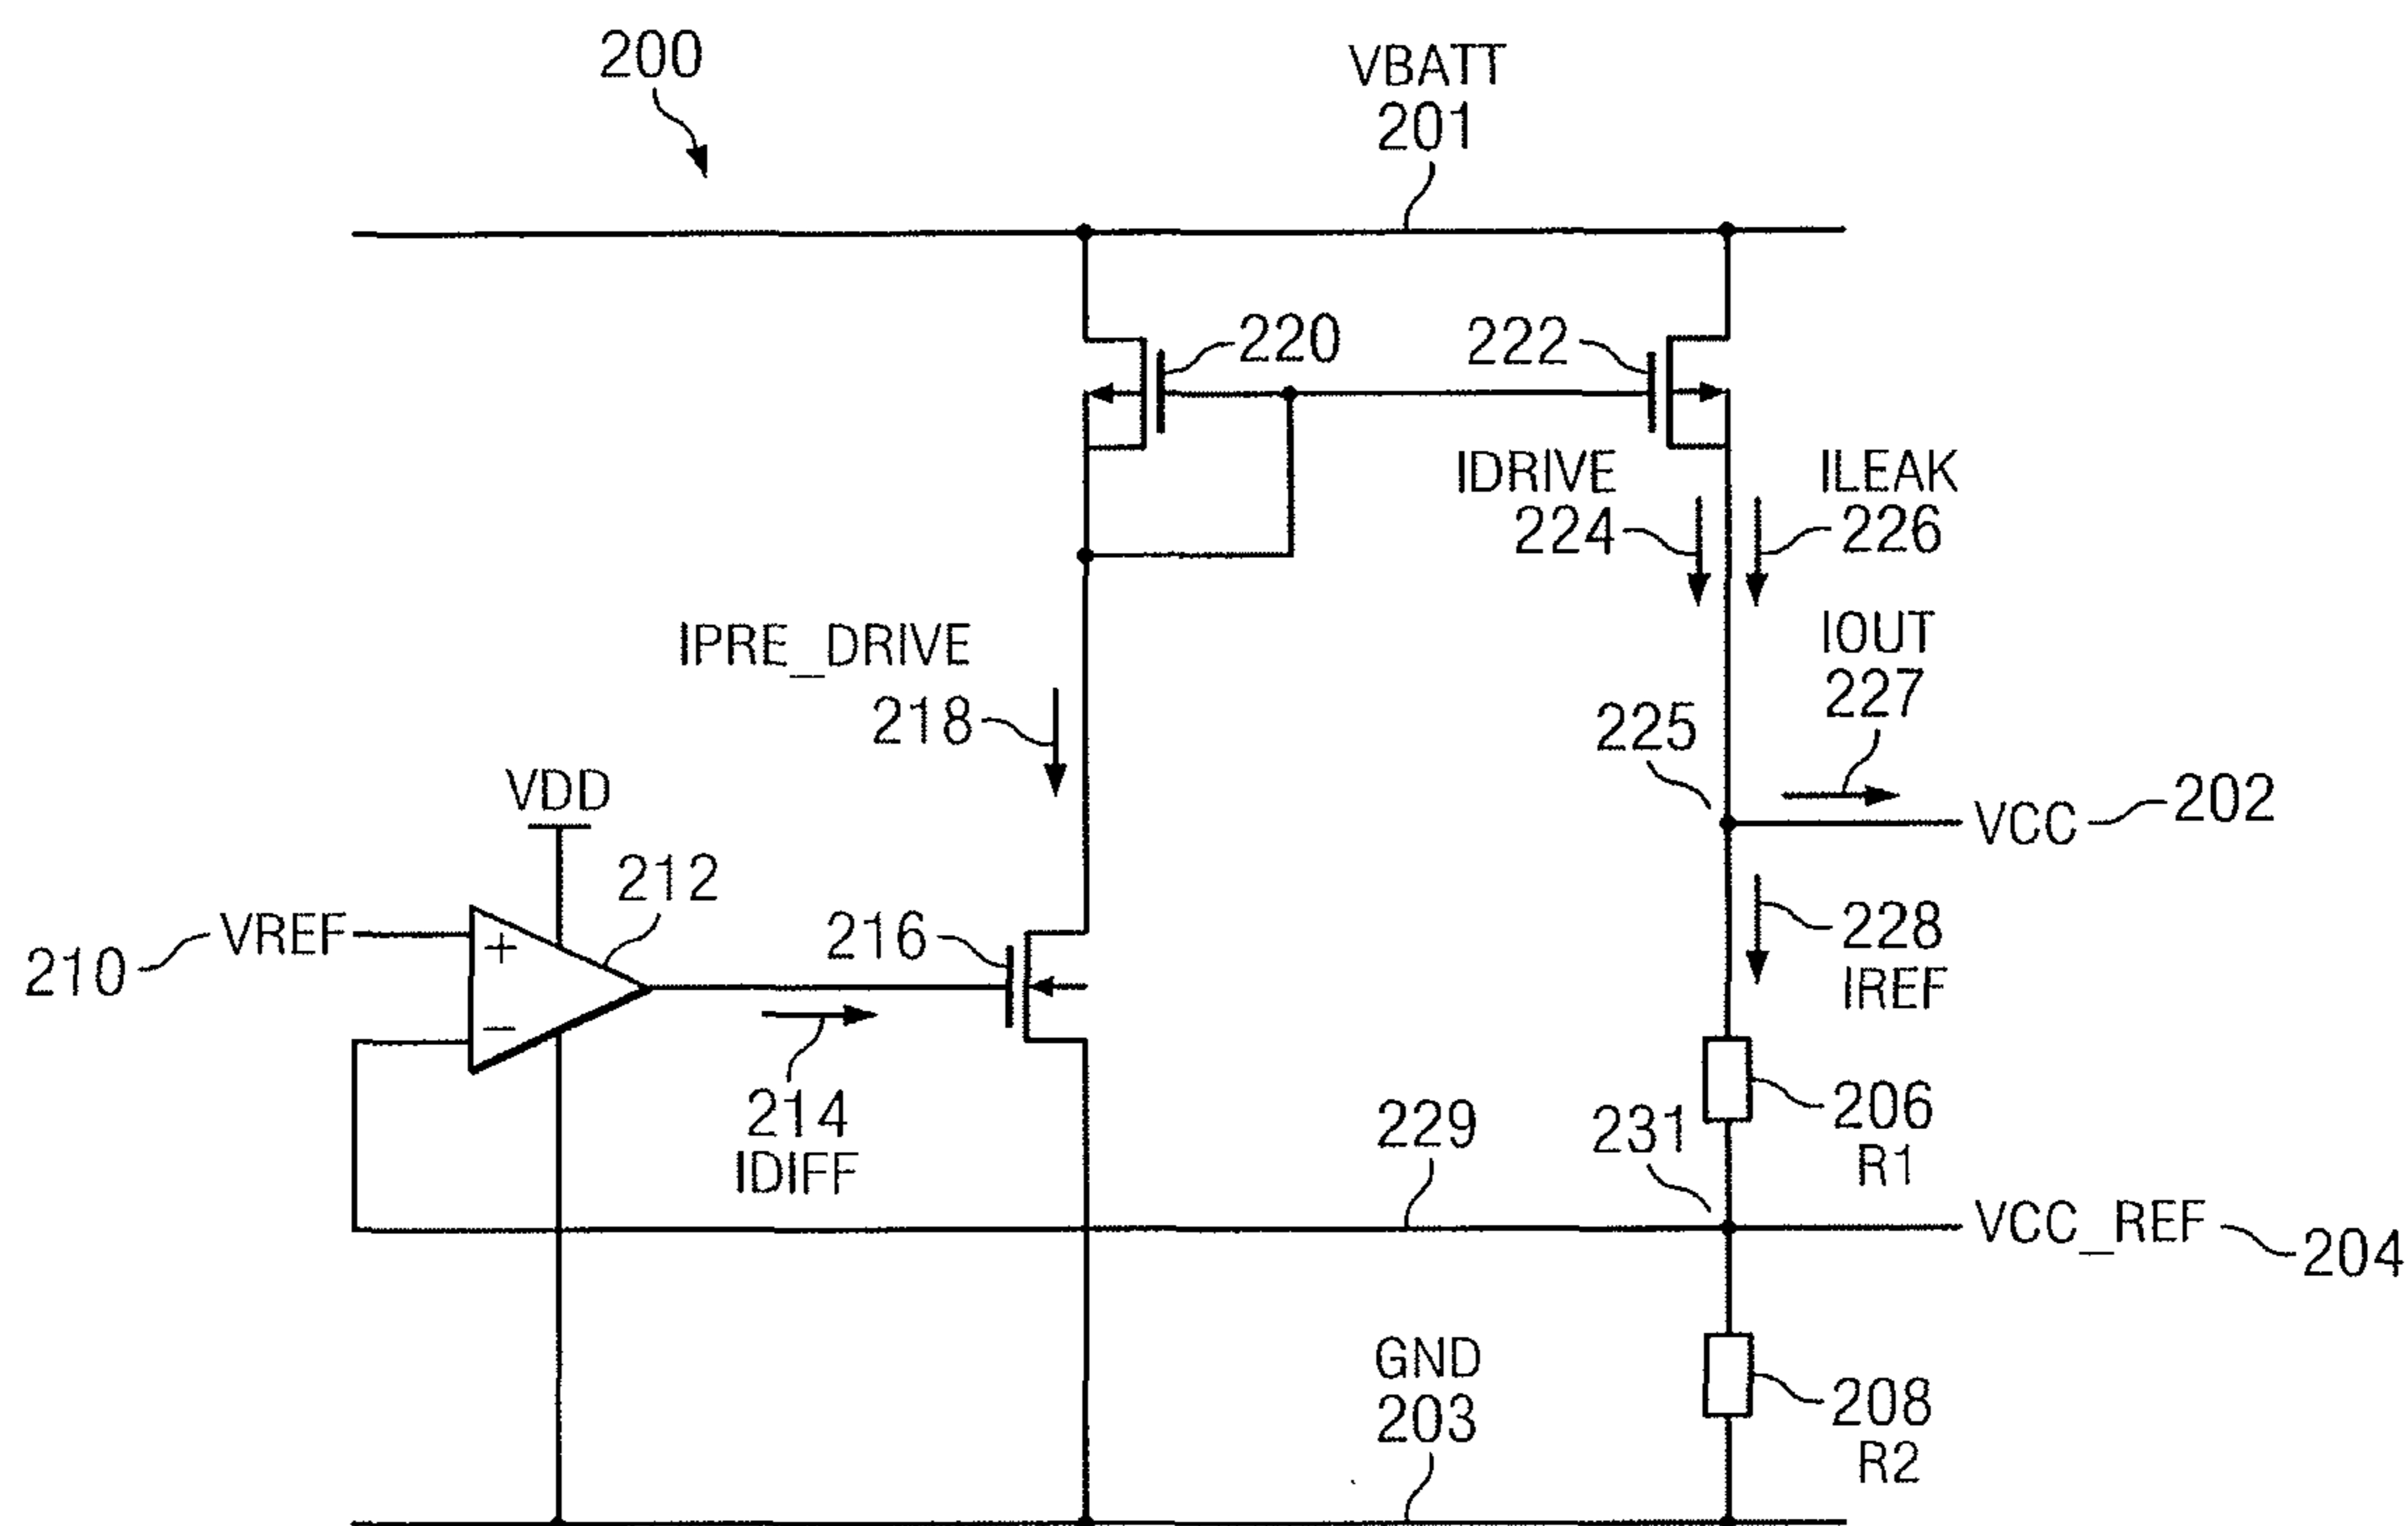 200
VBATT
201
220
222
IDRIVE
224
ILEAK
226
IPRE_DRIVE
218
IOUT
227
225
VCC
202
VDD
212
VREF
210
+
−
216
228
IREF
214
IDIFF
229
231
206
R1
VCC_REF
204
GND
203
208
R2